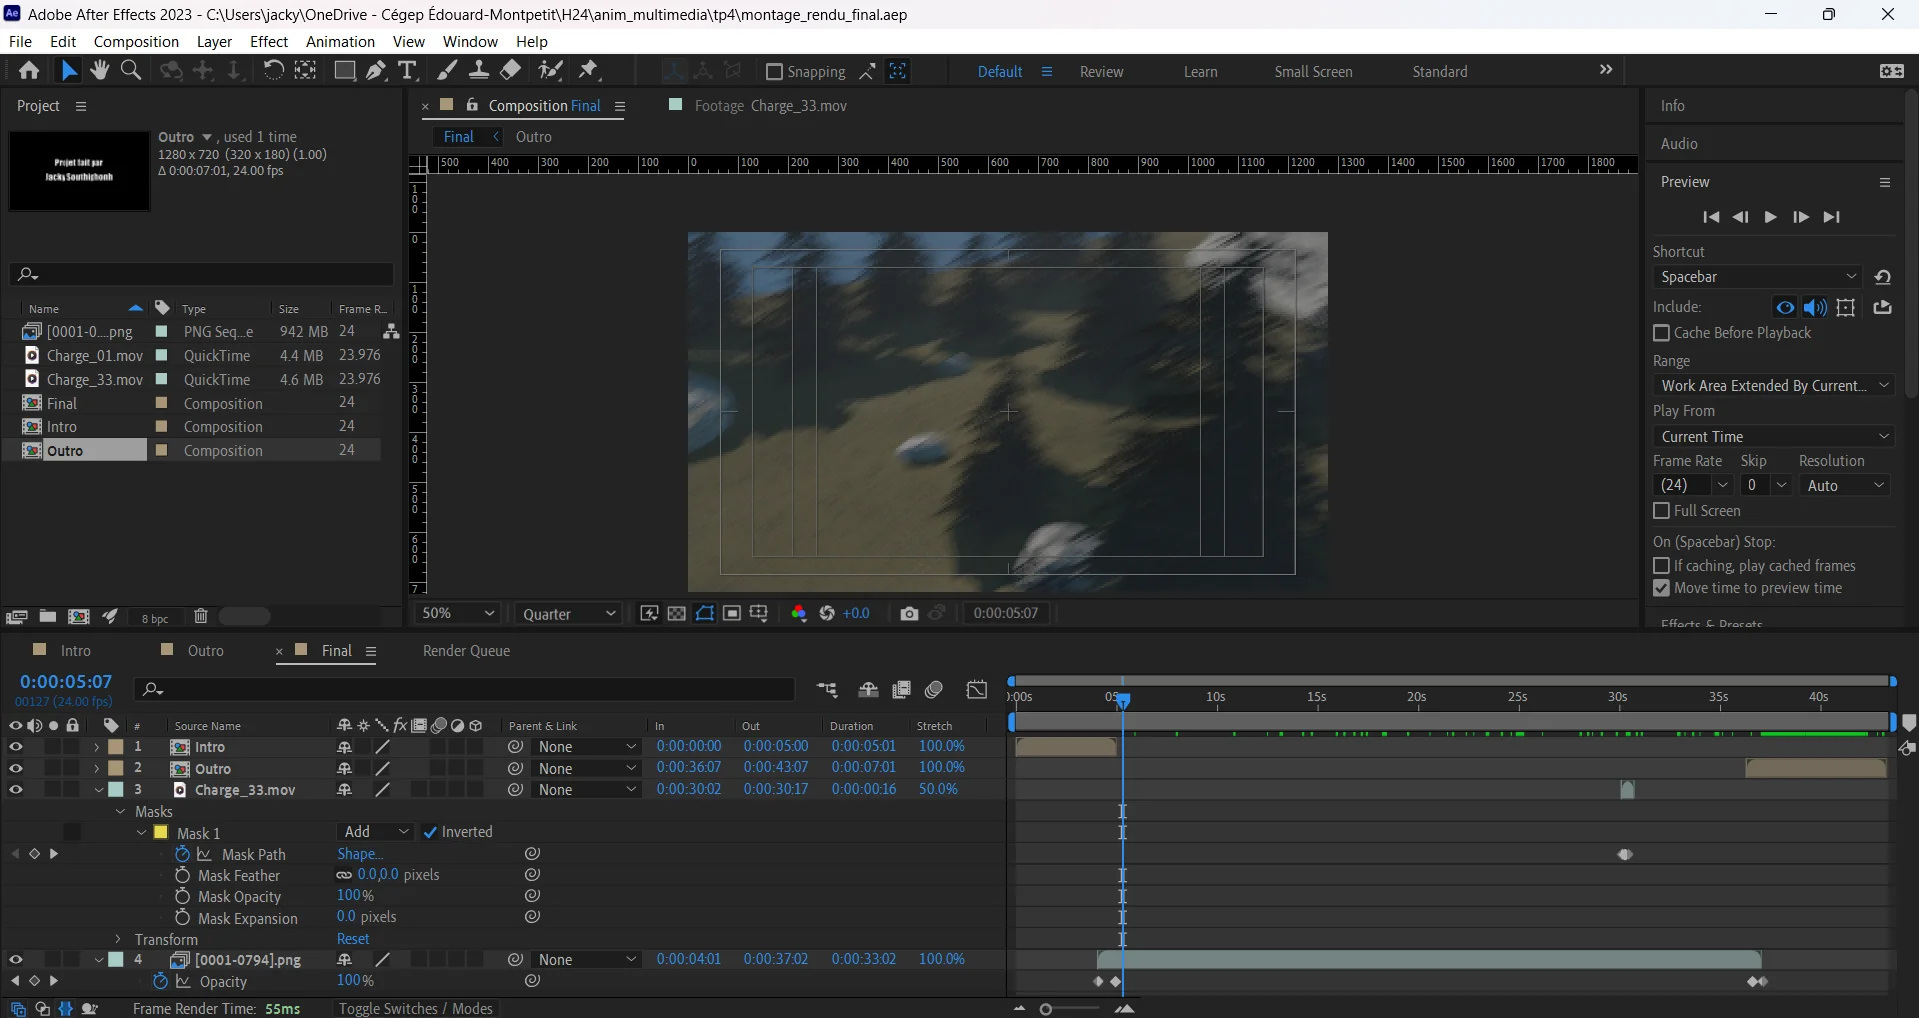 Adobe After Effects 2023 - C:\Users\jacky\OneDrive - Cégep Édouard-Montpetit\H24\anim_multimedia\tp4\montage_rendu_final.aep
File Edit Composition Layer Effect Animation View Window Help
Snapping Default Review Learn Small Screen Standard
Project
Composition Final
Footage Charge_33.mov
Info
Outro , used 1 time
1280 x 720 (320 x 180) (1.00)
Δ 0:00:07:01, 24.00 fps
Projet fait par
Jacky Southighonh
Final Outro
Audio
500 400 300 200 100 0 100 200 300 400 500 600 700 800 900 1000 1100 1200 1300 1400 1500 1600 1700 1800
Preview
Shortcut
Spacebar
Include:
Cache Before Playback
Range
Work Area Extended By Current...
Play From
Current Time
Frame Rate Skip Resolution
(24) 0 Auto
Full Screen
On (Spacebar) Stop:
If caching, play cached frames
Move time to preview time
Effects & Presets
Name Type Size Frame R...
[0001-0....png PNG Seq...e 942 MB 24
Charge_01.mov QuickTime 4.4 MB 23.976
Charge_33.mov QuickTime 4.6 MB 23.976
Final Composition 24
Intro Composition 24
Outro Composition 24
100
0
100
200
300
400
500
600
7
8 bpc
50% Quarter +0.0 0:00:05:07
Intro Outro Final Render Queue
0:00:05:07
00127 (24.00 fps)
):00s 05 10s 15s 20s 25s 30s 35s 40s
# Source Name Parent & Link In Out Duration Stretch
1 Intro None 0:00:00:00 0:00:05:00 0:00:05:01 100.0%
2 Outro None 0:00:36:07 0:00:43:07 0:00:07:01 100.0%
3 Charge_33.mov None 0:00:30:02 0:00:30:17 0:00:00:16 50.0%
Masks
Mask 1 Add Inverted
Mask Path Shape...
Mask Feather 0.0,0.0 pixels
Mask Opacity 100%
Mask Expansion 0.0 pixels
Transform Reset
4 [0001-0794].png None 0:00:04:01 0:00:37:02 0:00:33:02 100.0%
Opacity 100%
Frame Render Time: 55ms Toggle Switches / Modes